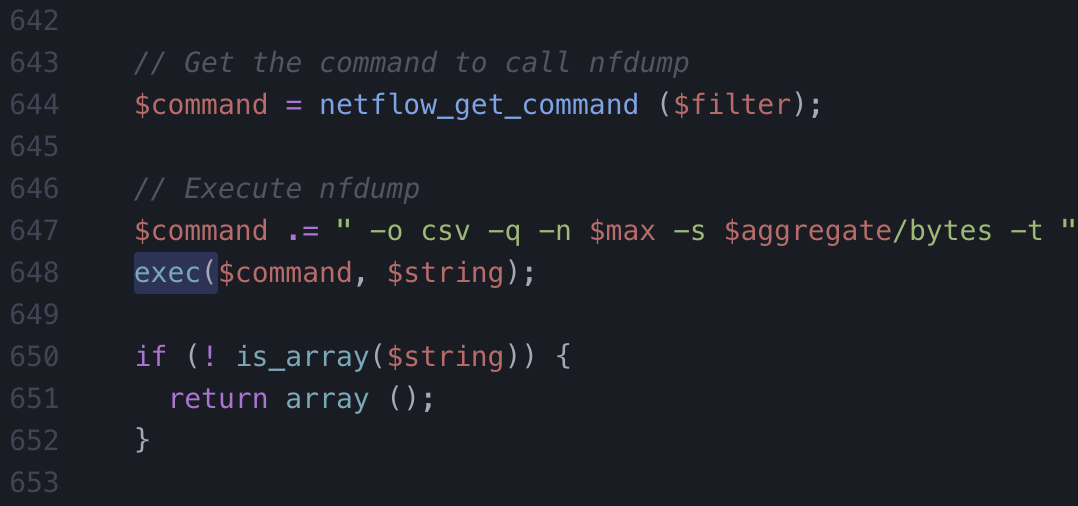 642
643 // Get the command to call nfdump
644 $command = netflow_get_command ($filter);
645
646 // Execute nfdump
647 $command .= " -o csv -q -n $max -s $aggregate/bytes -t "
648 exec($command, $string);
649
650 if (! is_array($string)) {
651 return array ();
652 }
653